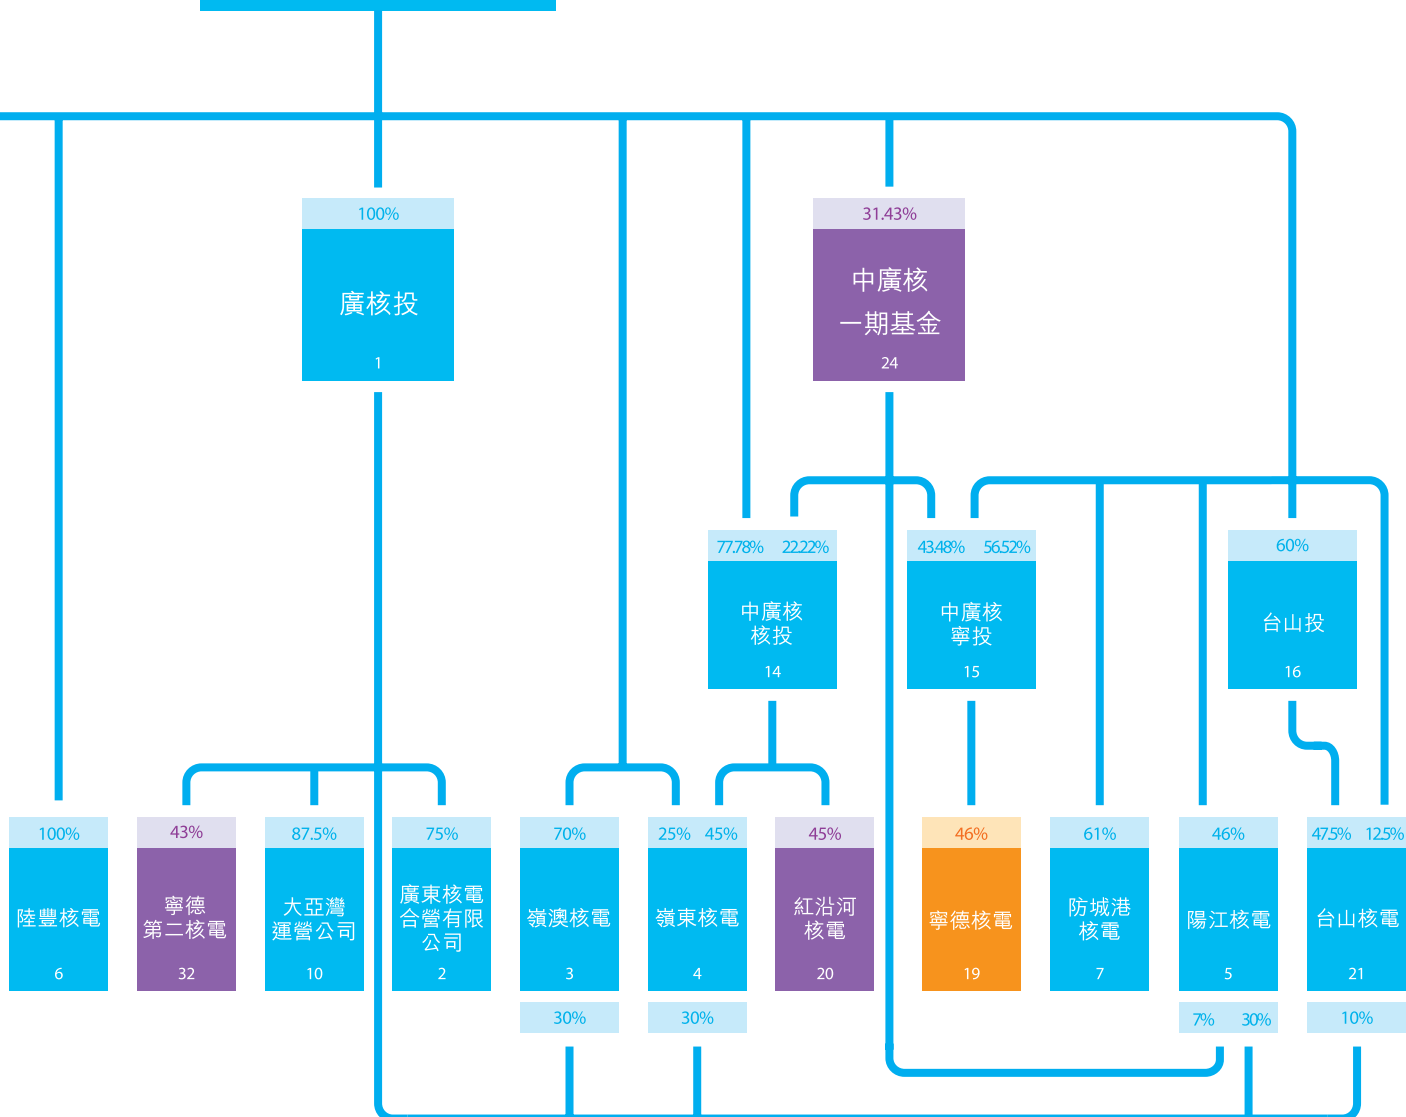 100%
廣核投
1
31.43%
中廣核
一期基金
24
77.78% 22.22%
中廣核
核投
14
43.48% 56.52%
中廣核
寧投
15
60%
台山投
16
100%
陸豐核電
6
43%
寧德
第二核電
32
87.5%
大亞灣
運營公司
10
75%
廣東核電
合營有限
公司
2
70%
嶺澳核電
3
30%
25% 45%
嶺東核電
4
30%
45%
紅沿河
核電
20
46%
寧德核電
19
61%
防城港
核電
7
46%
陽江核電
5
7% 30%
47.5% 12.5%
台山核電
21
10%